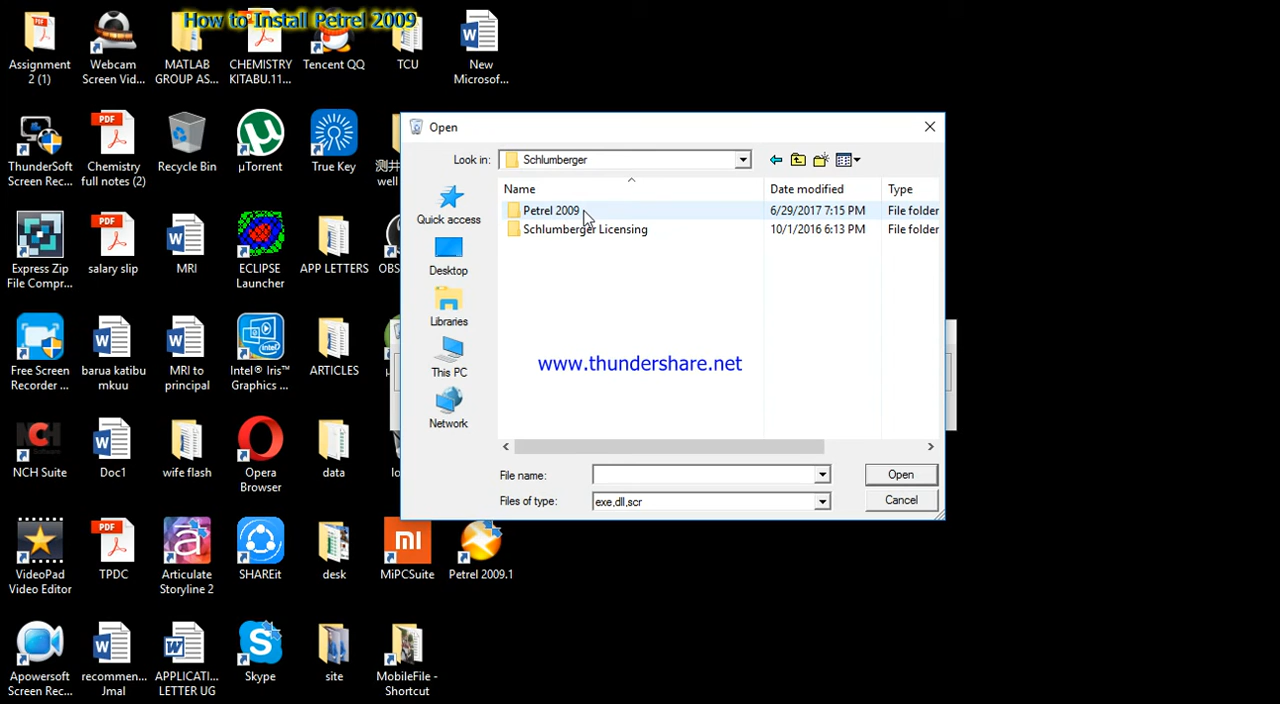 How to Install Petrel 2009
Assignment
2 (1)
Webcam
Screen Vid...
MATLAB
GROUP AS...
CHEMISTRY
KITABU.11...
Tencent QQ
TCU
New
Microsof...
ThunderSoft
Screen Rec...
Chemistry
full notes (2)
Recycle Bin
µTorrent
True Key
well
Express Zip
File Compr...
salary slip
MRI
ECLIPSE
Launcher
APP LETTERS
OBS
Free Screen
Recorder ...
barua katibu
mkuu
MRI to
principal
Intel® Iris™
Graphics ...
ARTICLES
NCH Suite
Doc1
wife flash
Opera
Browser
data
VideoPad
Video Editor
TPDC
Articulate
Storyline 2
SHAREit
desk
MiPCSuite
Petrel 2009.1
Apowersoft
Screen Rec...
recommen...
Jmal
APPLICATI...
LETTER UG
Skype
site
MobileFile -
Shortcut
Open
Look in:
Schlumberger
Quick access
Desktop
Libraries
This PC
Network
Name
Date modified
Type
Petrel 2009
6/29/2017 7:15 PM
File folder
Schlumberger Licensing
10/1/2016 6:13 PM
File folder
www.thundershare.net
File name:
Open
Files of type:
exe,dll,scr
Cancel